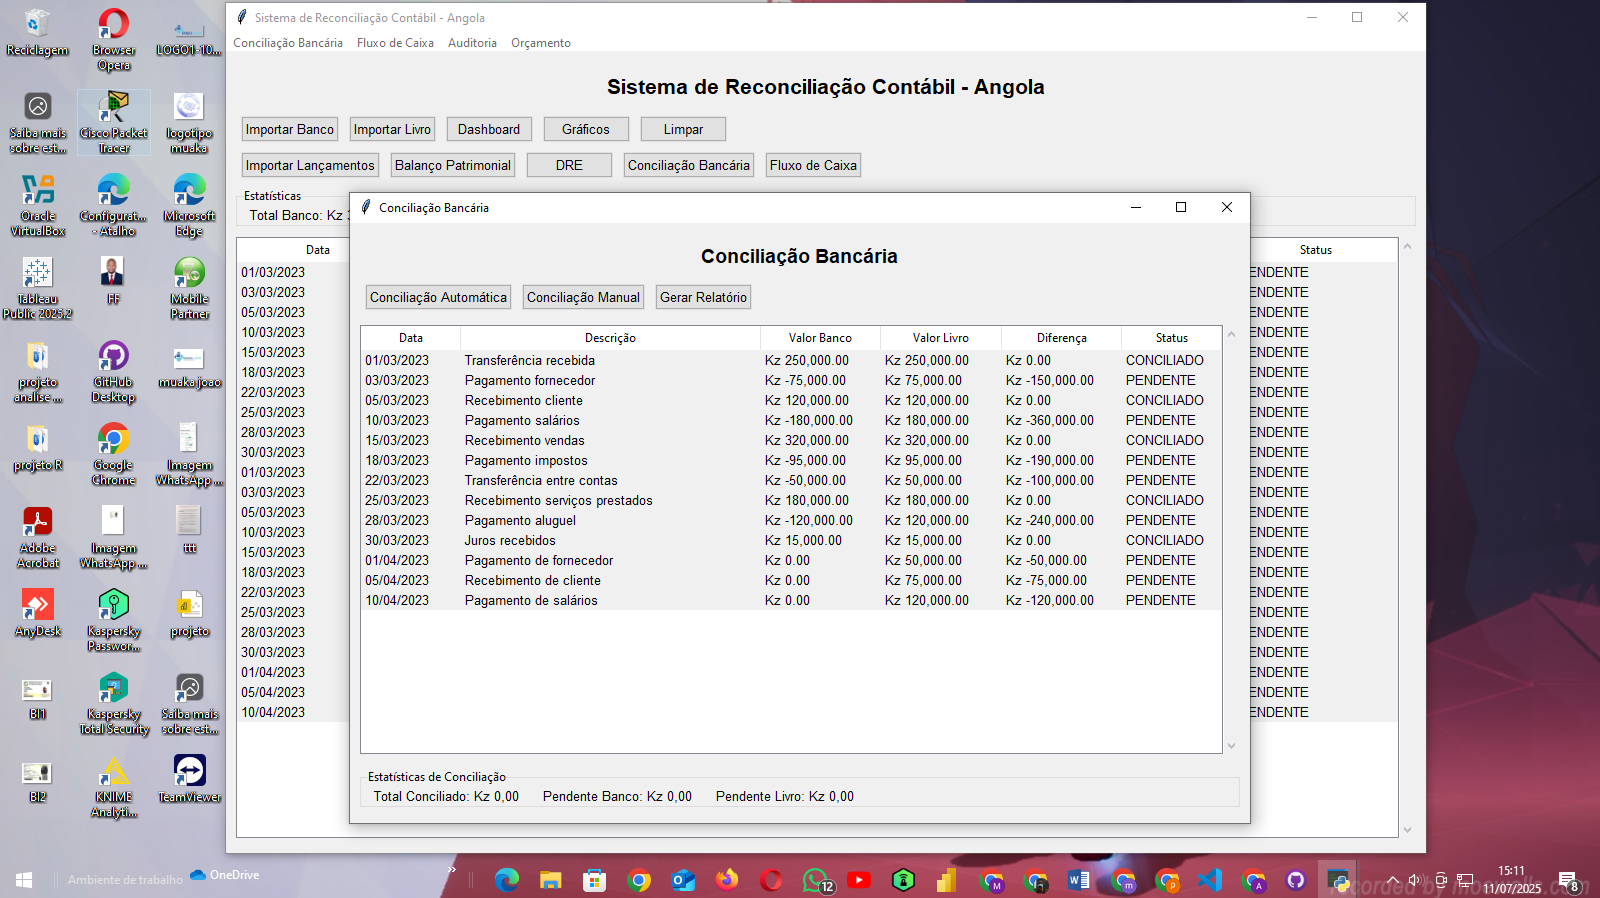 Reciclagem
Browser
Opera
LOGO1-10...
Saiba mais
sobre est...
Cisco Packet
Tracer
logotipo
muaka
Oracle
VirtualBox
Configurat...
- Atalho
Microsoft
Edge
Tableau
Public 2025.2
FF
Mobile
Partner
projeto
analise ...
GitHub
Desktop
muaka joao
projeto R
Google
Chrome
Imagem
WhatsApp ...
Adobe
Acrobat
Imagem
WhatsApp ...
ttt
AnyDesk
Kaspersky
Passwor...
projeto
BI1
Kaspersky
Total Security
Saiba mais
sobre est...
BI2
KNIME
Analyti...
TeamViewer
Sistema de Reconciliação Contábil - Angola
Conciliação Bancária Fluxo de Caixa Auditoria Orçamento
Sistema de Reconciliação Contábil - Angola
Importar Banco Importar Livro Dashboard Gráficos Limpar
Importar Lançamentos Balanço Patrimonial DRE Conciliação Bancária Fluxo de Caixa
Estatísticas
Total Banco: Kz
Data Status
01/03/2023 ENDENTE
03/03/2023 ENDENTE
05/03/2023 ENDENTE
10/03/2023 ENDENTE
15/03/2023 ENDENTE
18/03/2023 ENDENTE
22/03/2023 ENDENTE
25/03/2023 ENDENTE
28/03/2023 ENDENTE
30/03/2023 ENDENTE
01/03/2023 ENDENTE
03/03/2023 ENDENTE
05/03/2023 ENDENTE
10/03/2023 ENDENTE
15/03/2023 ENDENTE
18/03/2023 ENDENTE
22/03/2023 ENDENTE
25/03/2023 ENDENTE
28/03/2023 ENDENTE
30/03/2023 ENDENTE
01/04/2023 ENDENTE
05/04/2023 ENDENTE
10/04/2023 ENDENTE
Conciliação Bancária
Conciliação Bancária
Conciliação Automática Conciliação Manual Gerar Relatório
Data Descrição Valor Banco Valor Livro Diferença Status
01/03/2023 Transferência recebida Kz 250,000.00 Kz 250,000.00 Kz 0.00 CONCILIADO
03/03/2023 Pagamento fornecedor Kz -75,000.00 Kz 75,000.00 Kz -150,000.00 PENDENTE
05/03/2023 Recebimento cliente Kz 120,000.00 Kz 120,000.00 Kz 0.00 CONCILIADO
10/03/2023 Pagamento salários Kz -180,000.00 Kz 180,000.00 Kz -360,000.00 PENDENTE
15/03/2023 Recebimento vendas Kz 320,000.00 Kz 320,000.00 Kz 0.00 CONCILIADO
18/03/2023 Pagamento impostos Kz -95,000.00 Kz 95,000.00 Kz -190,000.00 PENDENTE
22/03/2023 Transferência entre contas Kz -50,000.00 Kz 50,000.00 Kz -100,000.00 PENDENTE
25/03/2023 Recebimento serviços prestados Kz 180,000.00 Kz 180,000.00 Kz 0.00 CONCILIADO
28/03/2023 Pagamento aluguel Kz -120,000.00 Kz 120,000.00 Kz -240,000.00 PENDENTE
30/03/2023 Juros recebidos Kz 15,000.00 Kz 15,000.00 Kz 0.00 CONCILIADO
01/04/2023 Pagamento de fornecedor Kz 0.00 Kz 50,000.00 Kz -50,000.00 PENDENTE
05/04/2023 Recebimento de cliente Kz 0.00 Kz 75,000.00 Kz -75,000.00 PENDENTE
10/04/2023 Pagamento de salários Kz 0.00 Kz 120,000.00 Kz -120,000.00 PENDENTE
Estatísticas de Conciliação
Total Conciliado: Kz 0,00 Pendente Banco: Kz 0,00 Pendente Livro: Kz 0,00
Ambiente de trabalho OneDrive
12
15:11
11/07/2025
8